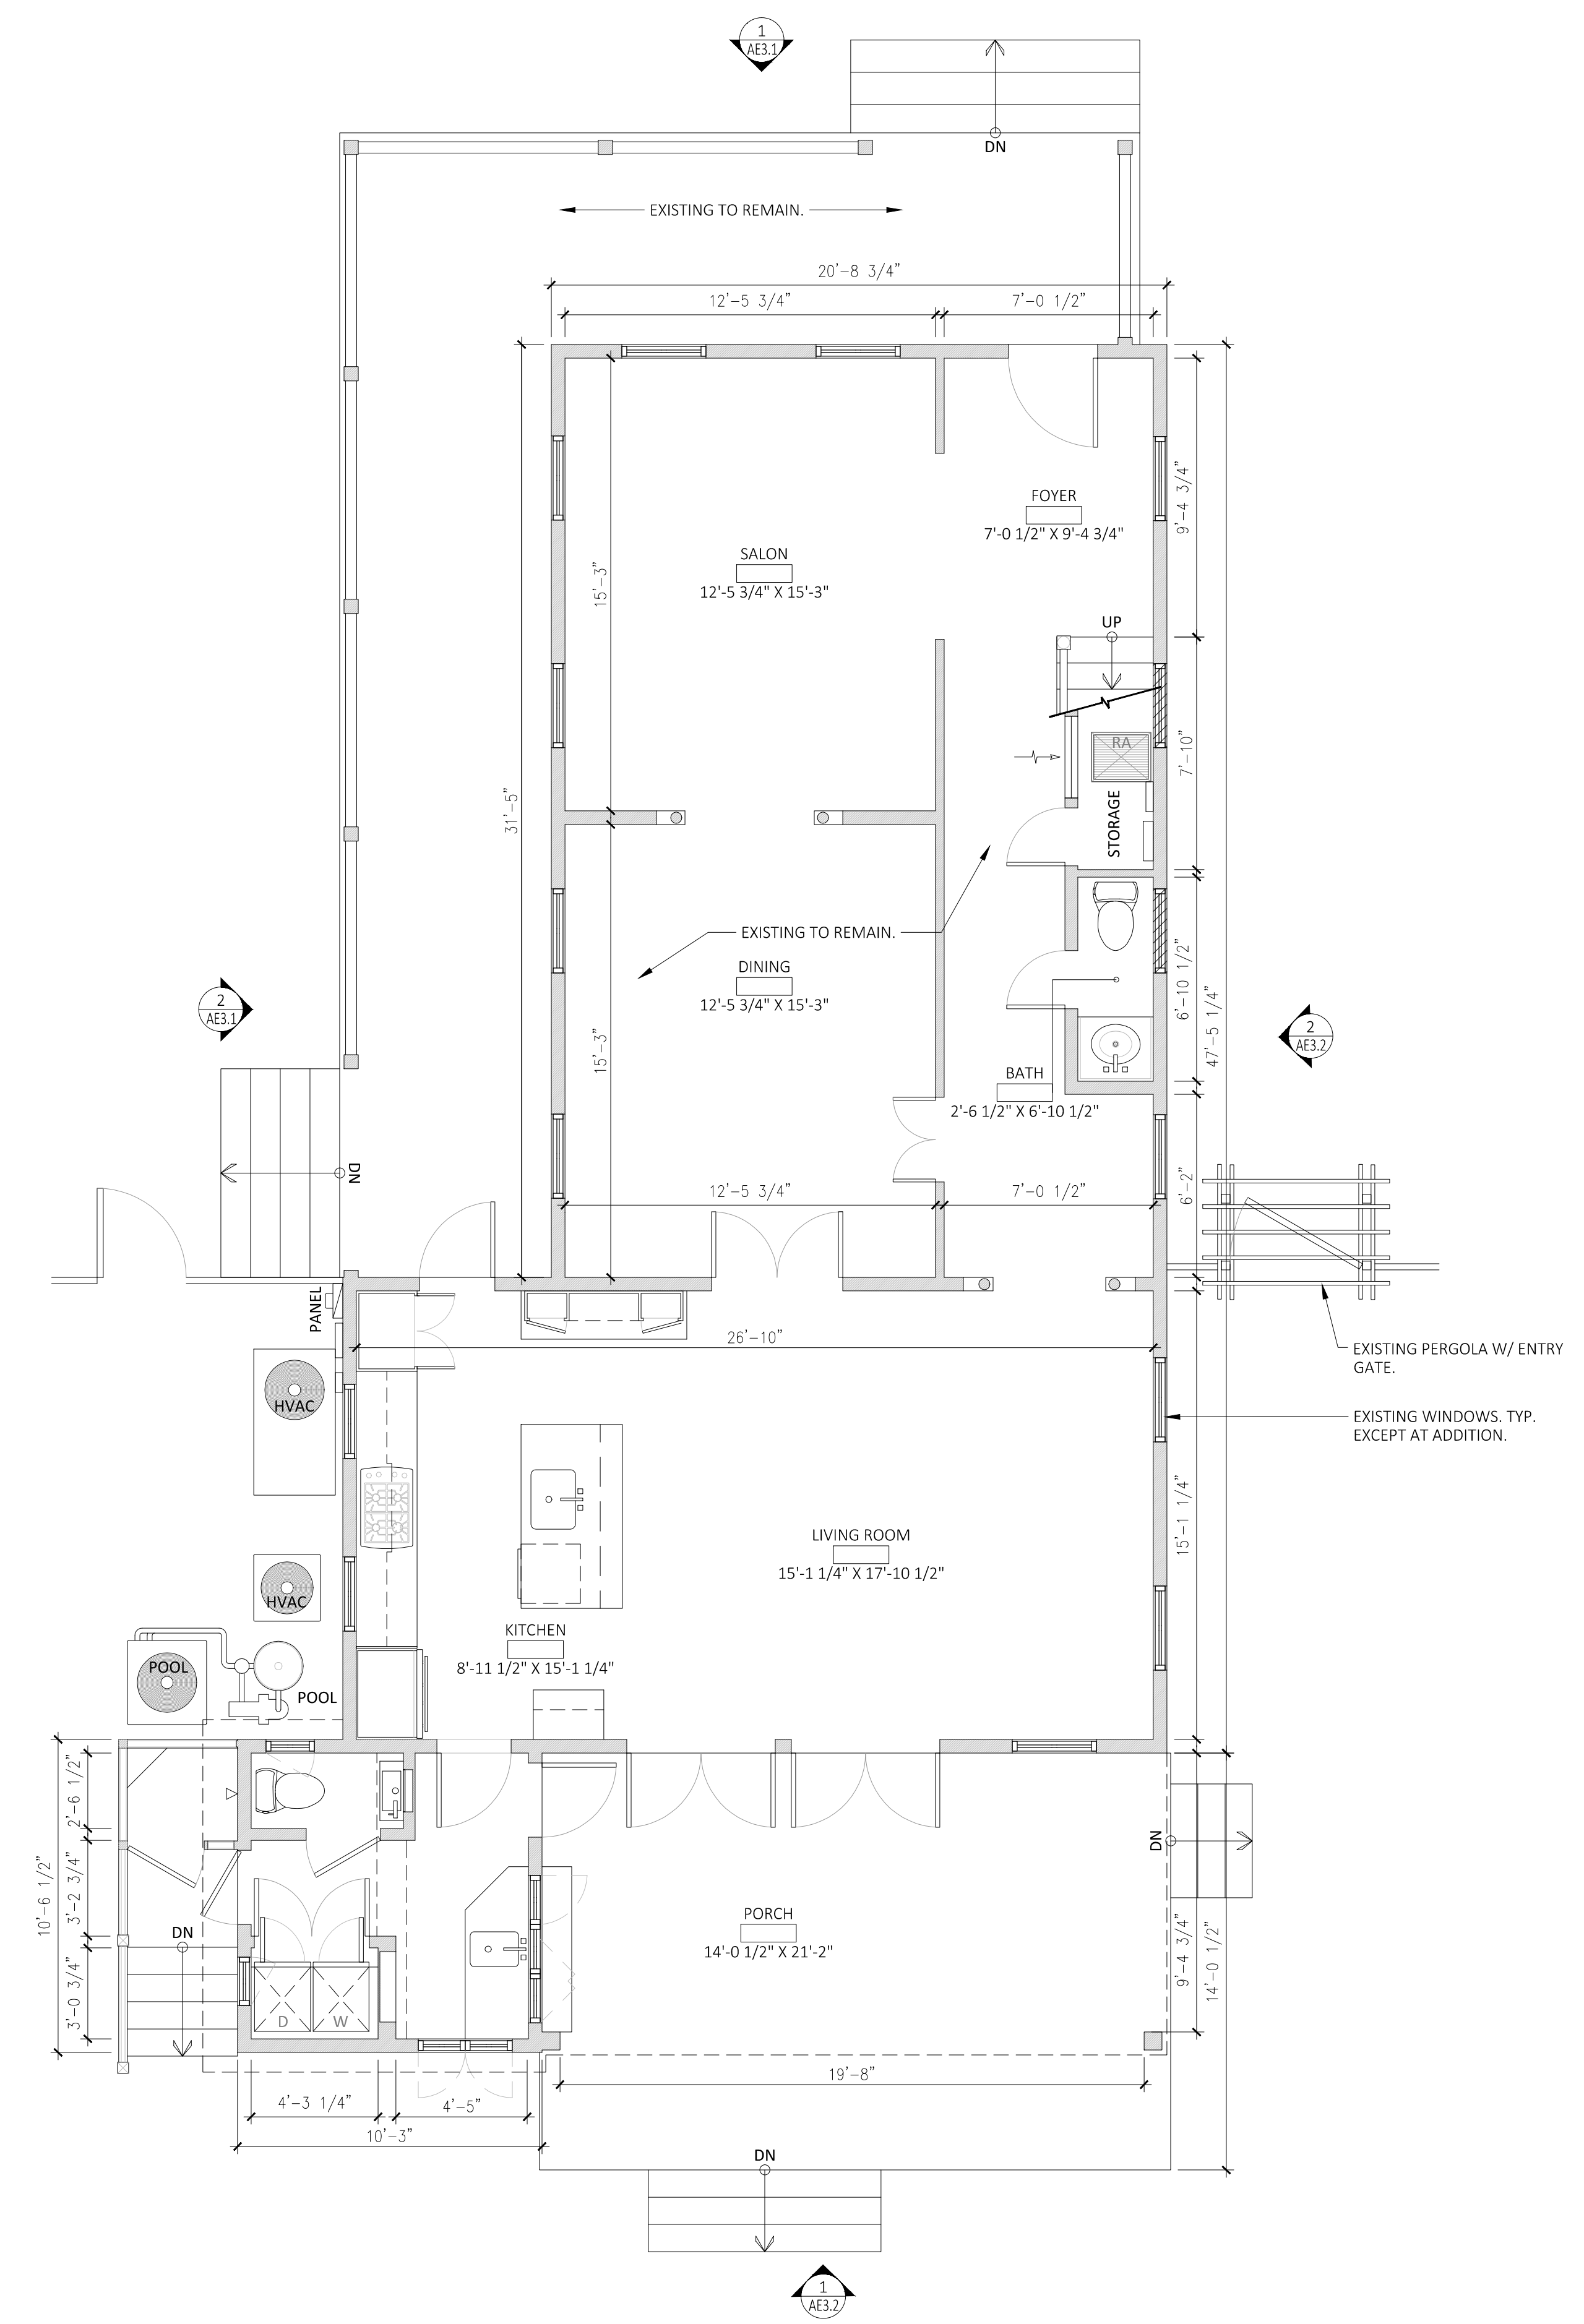 1
AE3.1
DN
EXISTING TO REMAIN.
20'-8 3/4"
12'-5 3/4"
7'-0 1/2"
FOYER
7'-0 1/2" X 9'-4 3/4"
9'-4 3/4"
SALON
12'-5 3/4" X 15'-3"
15'-3"
UP
RA
7'-10"
31'-5"
STORAGE
EXISTING TO REMAIN.
DINING
12'-5 3/4" X 15'-3"
6'-10 1/2"
47'-5 1/4"
2
AE3.1
2
AE3.2
15'-3"
BATH
2'-6 1/2" X 6'-10 1/2"
DN
12'-5 3/4"
7'-0 1/2"
6'-2"
PANEL
26'-10"
EXISTING PERGOLA W/ ENTRY
GATE.
HVAC
EXISTING WINDOWS. TYP.
EXCEPT AT ADDITION.
15'-1 1/4"
LIVING ROOM
15'-1 1/4" X 17'-10 1/2"
HVAC
KITCHEN
8'-11 1/2" X 15'-1 1/4"
POOL
POOL
2'-6 1/2"
DN
10'-6 1/2"
3'-2 3/4"
PORCH
14'-0 1/2" X 21'-2"
DN
9'-4 3/4"
14'-0 1/2"
3'-0 3/4"
D
W
19'-8"
4'-3 1/4"
4'-5"
10'-3"
DN
1
AE3.2